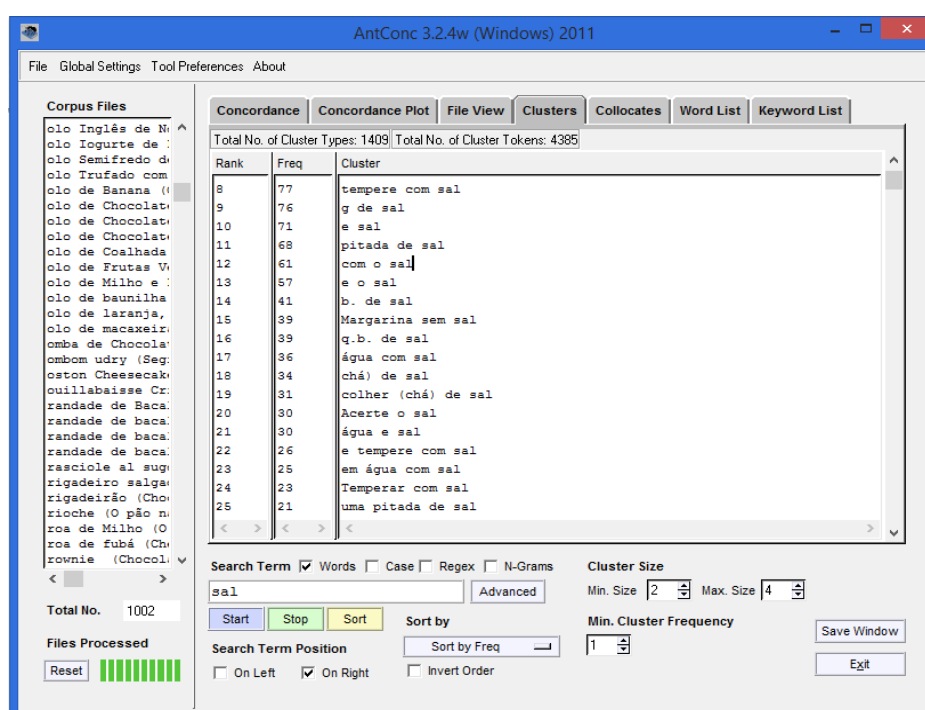 AntConc 3.2.4w (Windows) 2011
File Global Settings Tool Preferences About
Corpus Files
olo Inglês de N
olo Iogurte de
olo Semifredo d
olo Trufado com
olo de Banana (
olo de Chocolat
olo de Chocolat
olo de Chocolat
olo de Coalhada
olo de Frutas V
olo de Milho e
olo de baunilha
olo de laranja,
olo de macaxeir
omba de Chocola
ombom udry (Seg
oston Cheesecak
ouillabaisse Cr
randade de Baca
randade de baca
randade de baca
randade de baca
rasciole al sug
rigadeiro salga
rigadeirão (Cho
rioche (O pão n
roa de Milho (O
roa de fubá (Ch
rownie (Chocol
Total No. 1002
Files Processed
Reset
Concordance Concordance Plot File View Clusters Collocates Word List Keyword List
Total No. of Cluster Types: 1409 Total No. of Cluster Tokens: 4385
Rank Freq Cluster
8 77 tempere com sal
9 76 g de sal
10 71 e sal
11 68 pitada de sal
12 61 com o sal
13 57 e o sal
14 41 b. de sal
15 39 Margarina sem sal
16 39 q.b. de sal
17 36 água com sal
18 34 chá) de sal
19 31 colher (chá) de sal
20 30 Acerte o sal
21 30 água e sal
22 26 e tempere com sal
23 25 em água com sal
24 23 Temperar com sal
25 21 uma pitada de sal
Search Term Words Case Regex N-Grams
sal Advanced
Start Stop Sort
Sort by
Sort by Freq
Search Term Position
On Left On Right Invert Order
Cluster Size
Min. Size 2 Max. Size 4
Min. Cluster Frequency
1
Save Window
Exit